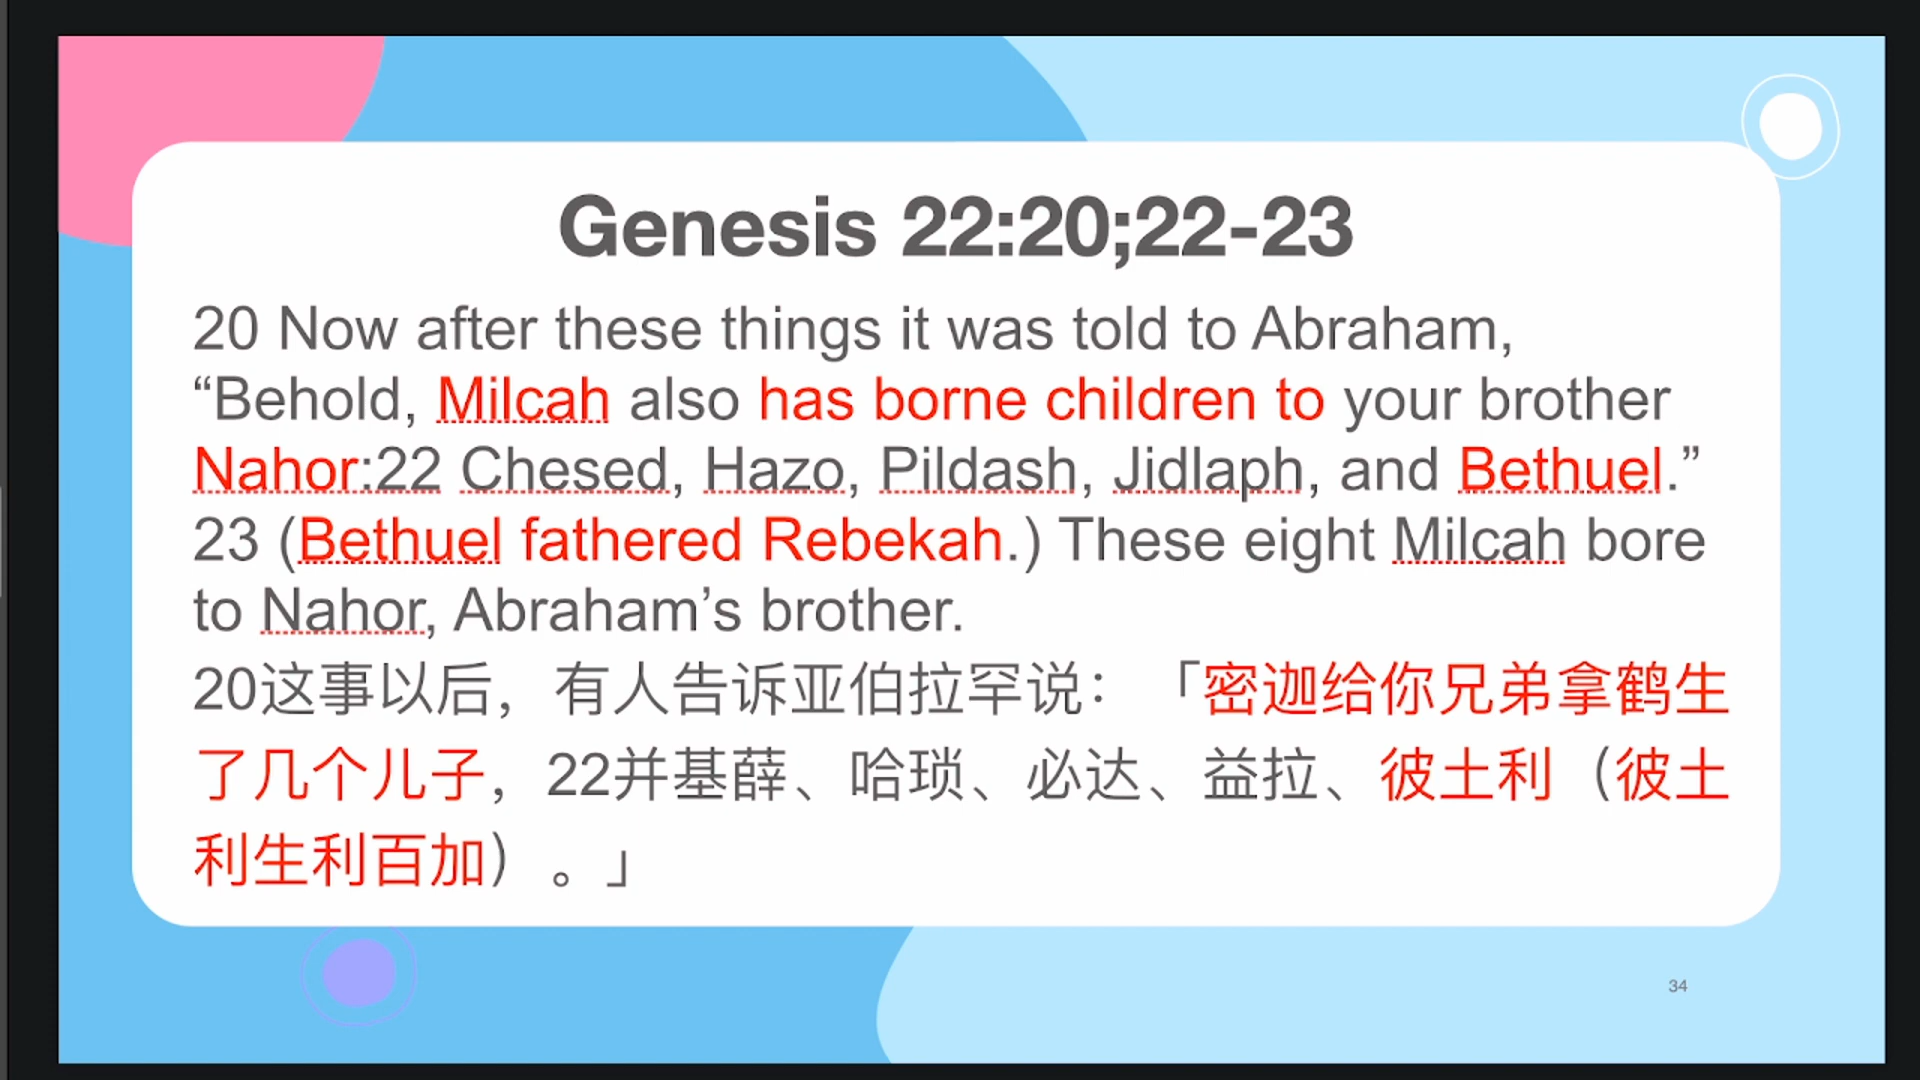 Genesis 22:20;22-23
20 Now after these things it was told to Abraham,
“Behold, Milcah also has borne children to your brother
Nahor:22 Chesed, Hazo, Pildash, Jidlaph, and Bethuel.”
23 (Bethuel fathered Rebekah.) These eight Milcah bore
to Nahor, Abraham’s brother.
20这事以后，有人告诉亚伯拉罕说：「密迦给你兄弟拿鹤生
了几个儿子，22并基薛、哈琐、必达、益拉、彼土利（彼土
利生利百加）。」
34